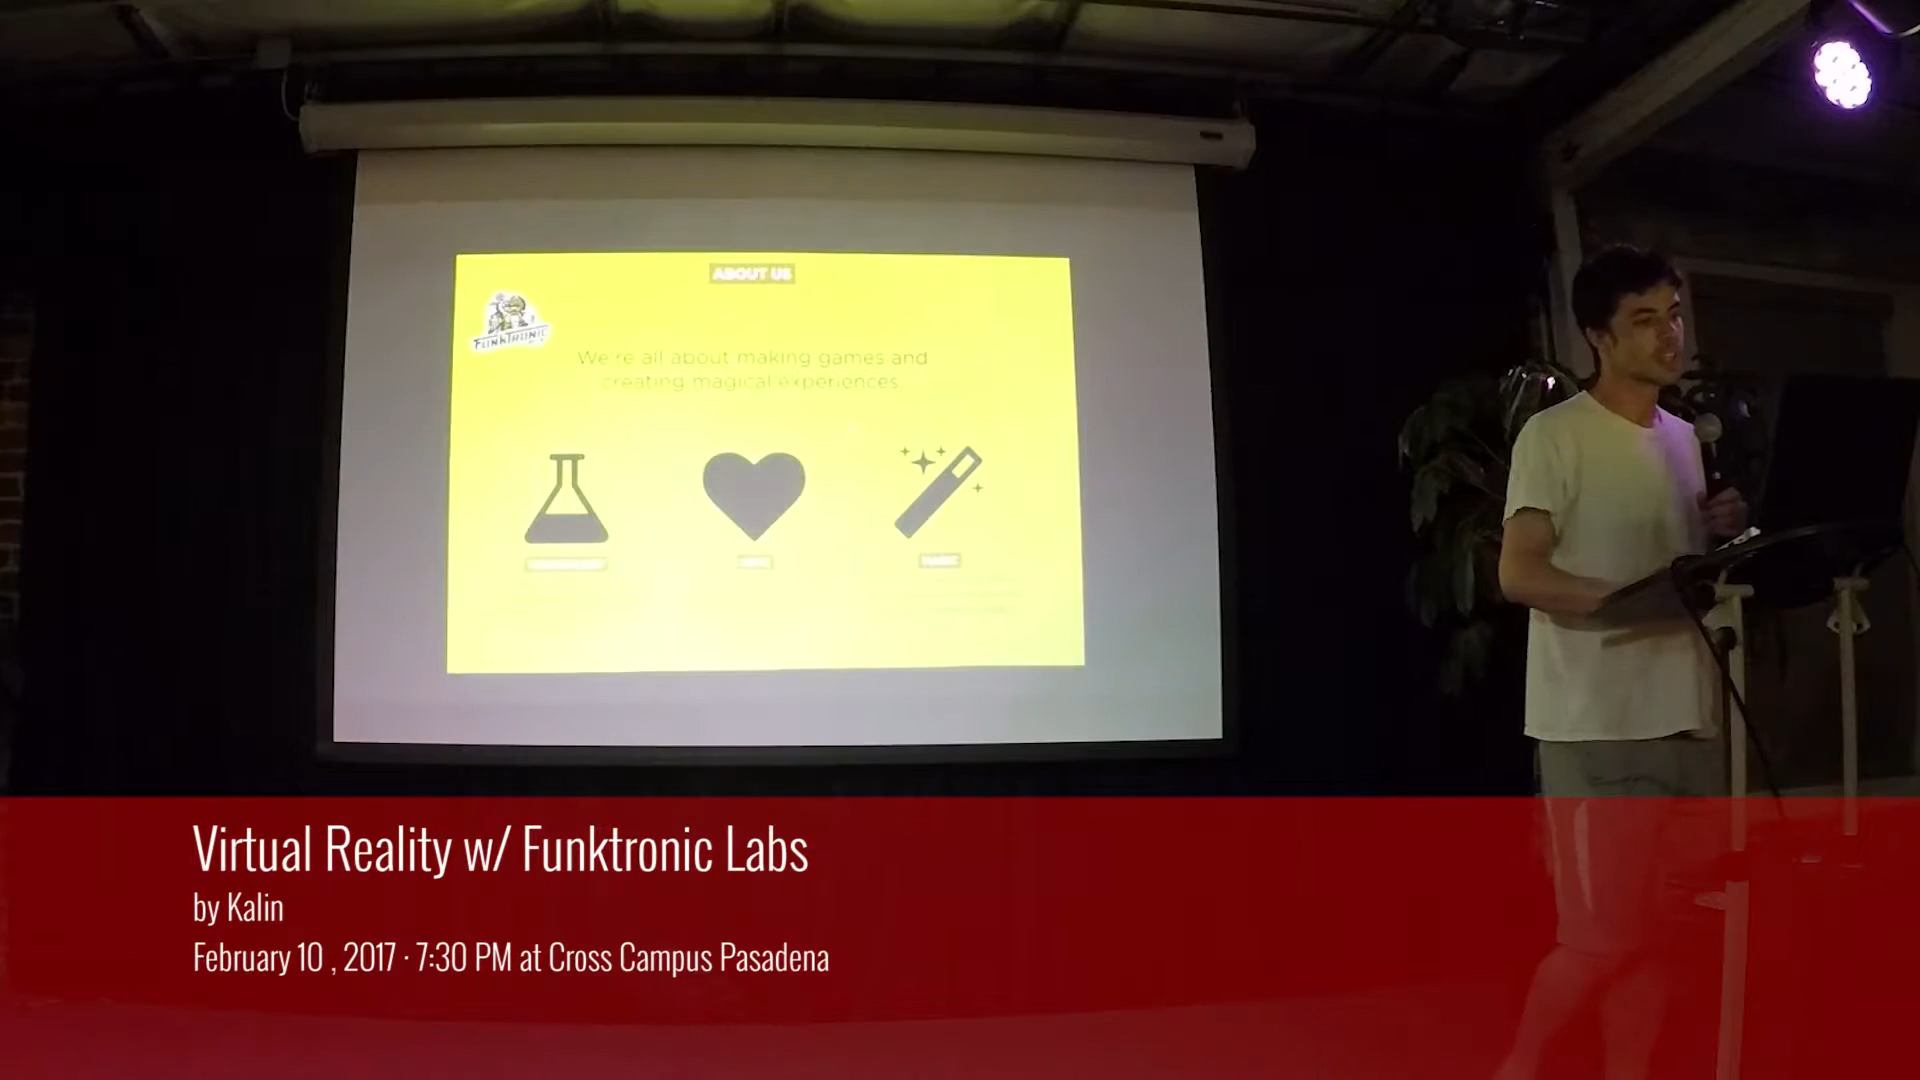 ABOUT US
FUNKTRONIC
We're all about making games and
creating magical experiences
MAGIC
Virtual Reality w/ Funktronic Labs
by Kalin
February 10 , 2017 · 7:30 PM at Cross Campus Pasadena